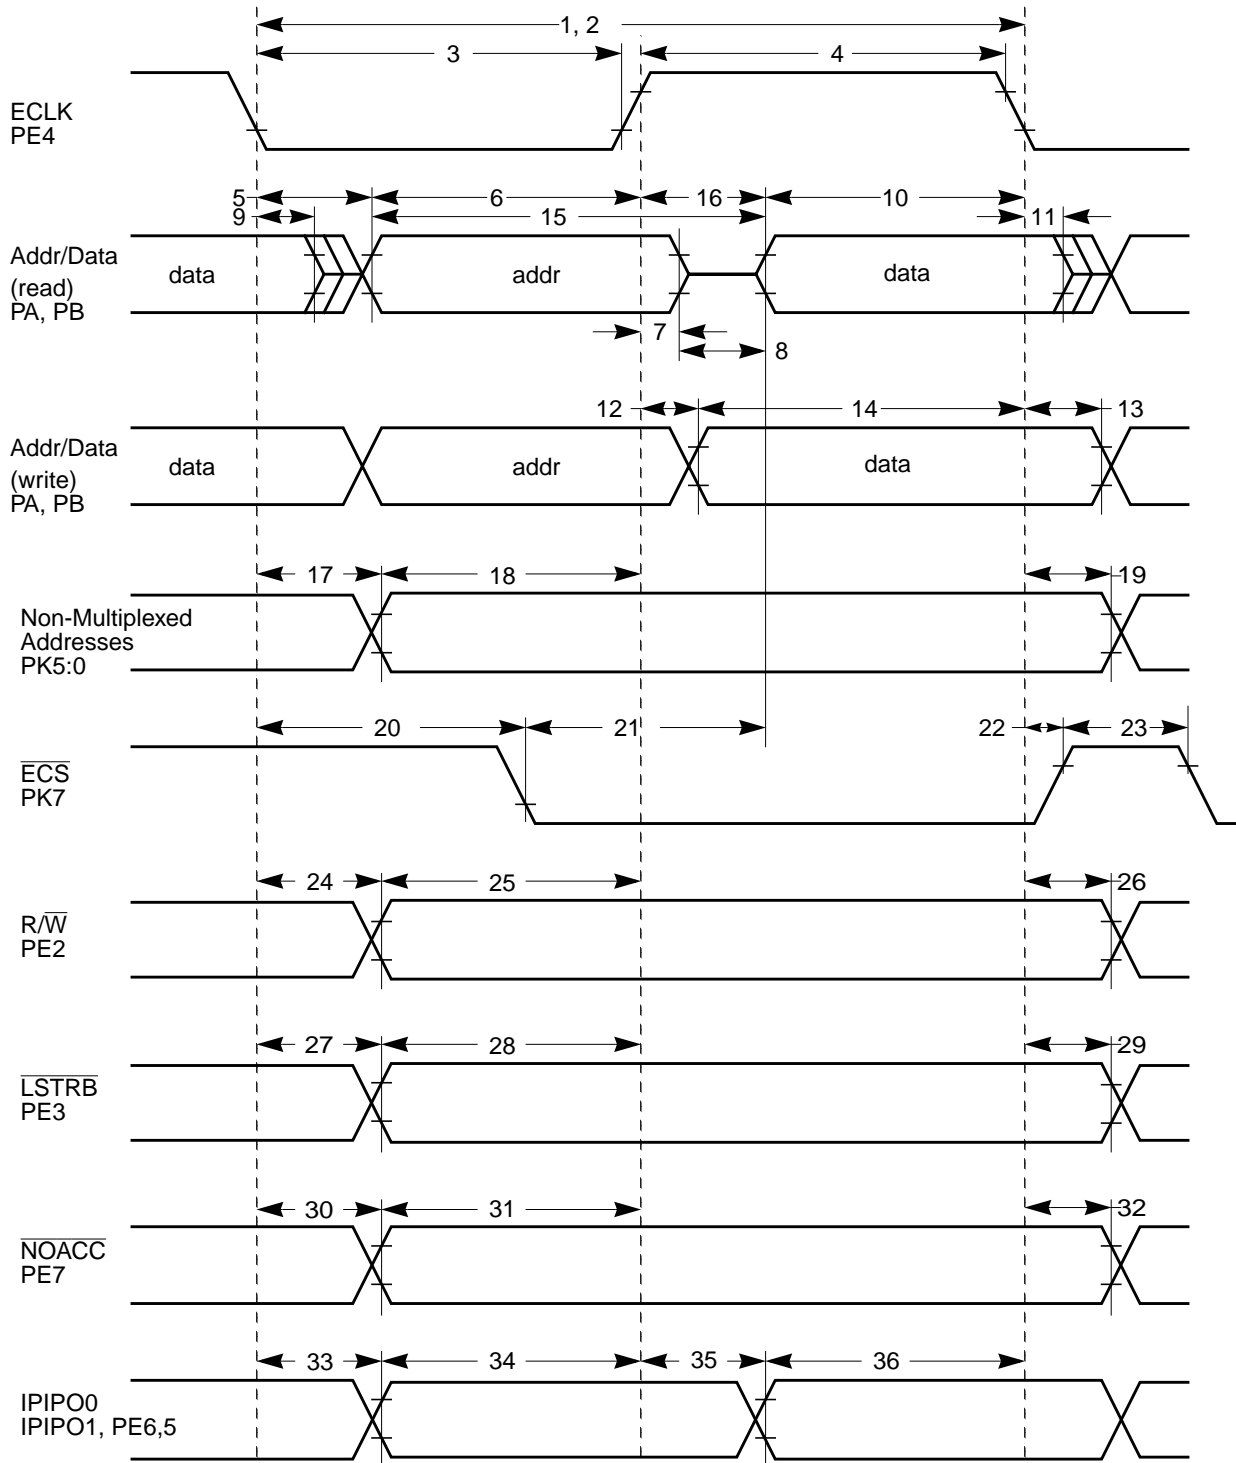 1, 2
3
4
ECLK
PE4
5
6
16
10
9
15
11
Addr/Data
(read)
PA, PB
data
addr
data
7
8
12
14
13
Addr/Data
(write)
PA, PB
data
addr
data
17
18
19
Non-Multiplexed
Addresses
PK5:0
20
21
22
23
ECS
PK7
24
25
26
R/W
PE2
27
28
29
LSTRB
PE3
30
31
32
NOACC
PE7
33
34
35
36
IPIPO0
IPIPO1, PE6,5